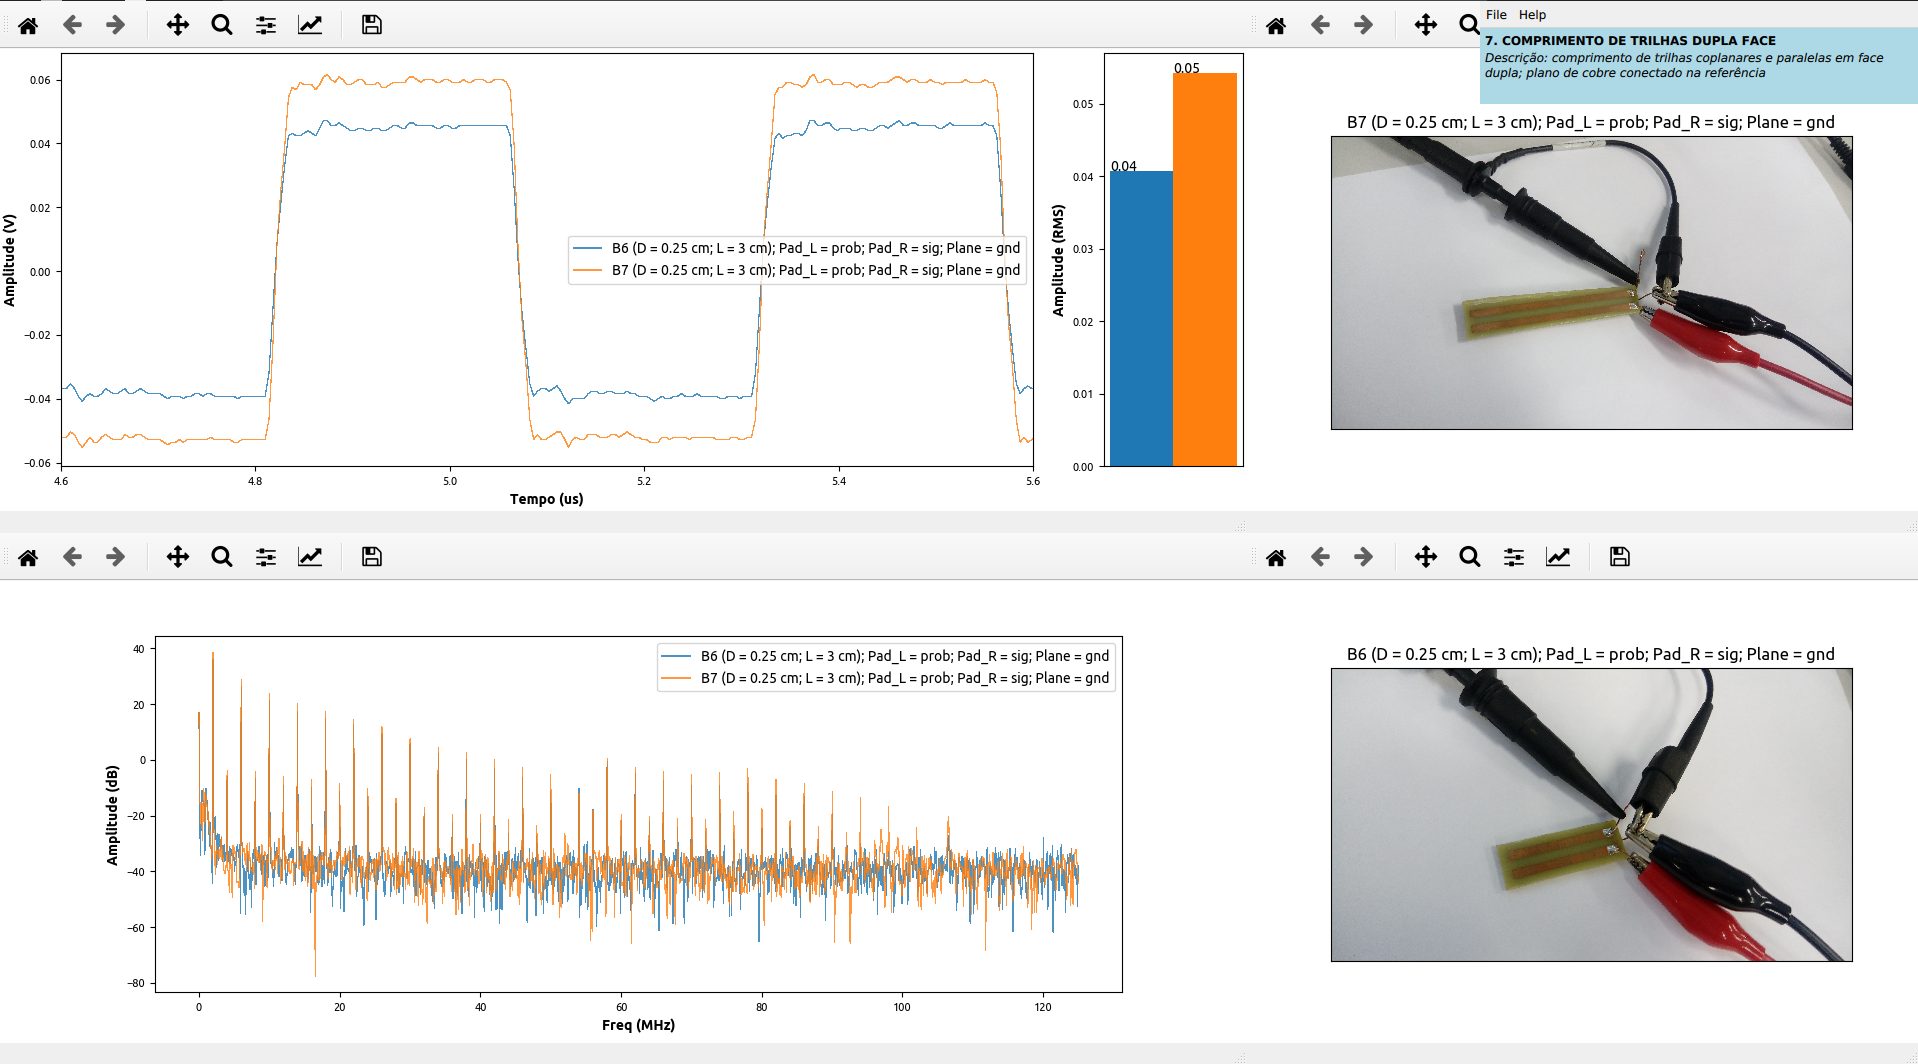 File Help
7. COMPRIMENTO DE TRILHAS DUPLA FACE
Descrição: comprimento de trilhas coplanares e paralelas em face
dupla; plano de cobre conectado na referência
0.06
0.04
0.02
0.00
−0.02
−0.04
−0.06
Amplitude (V)
4.6 4.8 5.0 5.2 5.4 5.6
Tempo (us)
B6 (D = 0.25 cm; L = 3 cm); Pad_L = prob; Pad_R = sig; Plane = gnd
B7 (D = 0.25 cm; L = 3 cm); Pad_L = prob; Pad_R = sig; Plane = gnd
0.05
0.04
0.05
0.04
0.03
0.02
0.01
0.00
Amplitude (RMS)
B7 (D = 0.25 cm; L = 3 cm); Pad_L = prob; Pad_R = sig; Plane = gnd
40
20
0
−20
−40
−60
−80
Amplitude (dB)
0 20 40 60 80 100 120
Freq (MHz)
B6 (D = 0.25 cm; L = 3 cm); Pad_L = prob; Pad_R = sig; Plane = gnd
B7 (D = 0.25 cm; L = 3 cm); Pad_L = prob; Pad_R = sig; Plane = gnd
B6 (D = 0.25 cm; L = 3 cm); Pad_L = prob; Pad_R = sig; Plane = gnd